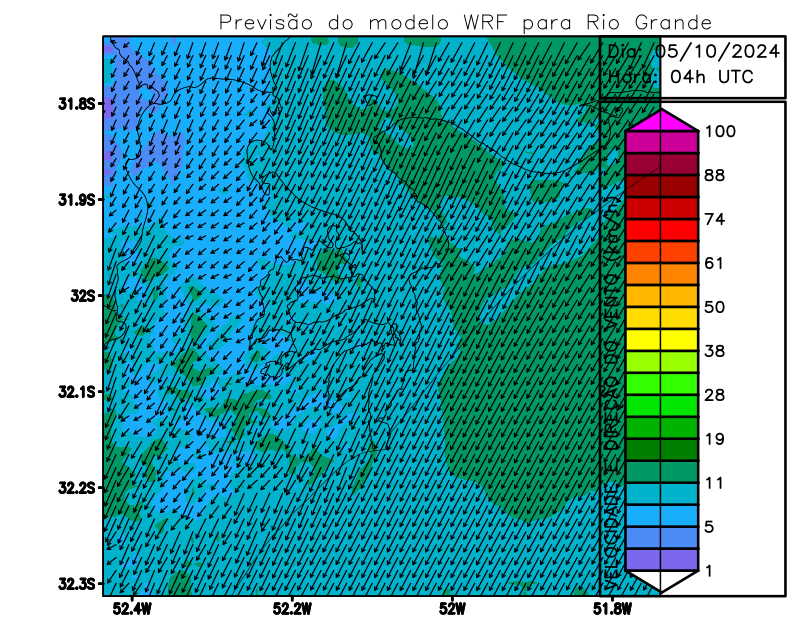 Previsão do modelo WRF para Rio Grande
Dia: 05/10/2024
Hora: 04h UTC
31.8S
31.9S
32S
32.1S
32.2S
32.3S
52.4W
52.2W
52W
51.8W
VELOCIDADE E DIREÇÃO DO VENTO (km/h)
100
88
74
61
50
38
28
19
11
5
1